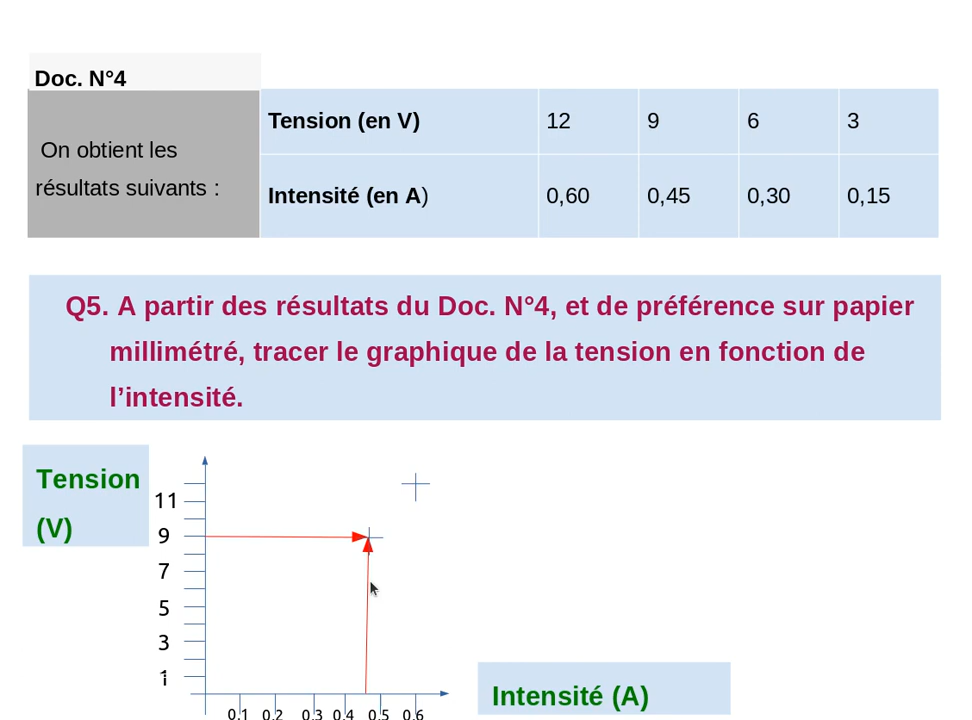 Doc. N°4
On obtient les
résultats suivants :
Tension (en V) 12 9 6 3
Intensité (en A) 0,60 0,45 0,30 0,15
Q5. A partir des résultats du Doc. N°4, et de préférence sur papier
millimétré, tracer le graphique de la tension en fonction de
l’intensité.
Tension
(V)
11
9
7
5
3
1
0,1 0,2 0,3 0,4 0,5 0,6
Intensité (A)